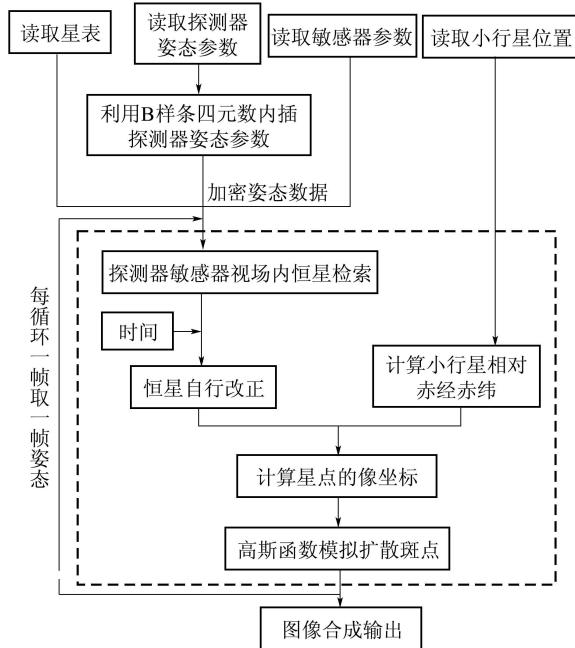 读取星表
读取探测器
姿态参数
读取敏感器参数
读取小行星位置
利用B样条四元数内插
探测器姿态参数
加密姿态数据
探测器敏感器视场内恒星检索
时间
恒星自行改正
计算小行星相对
赤经赤纬
每循环一帧取一帧姿态
计算星点的像坐标
高斯函数模拟扩散斑点
图像合成输出